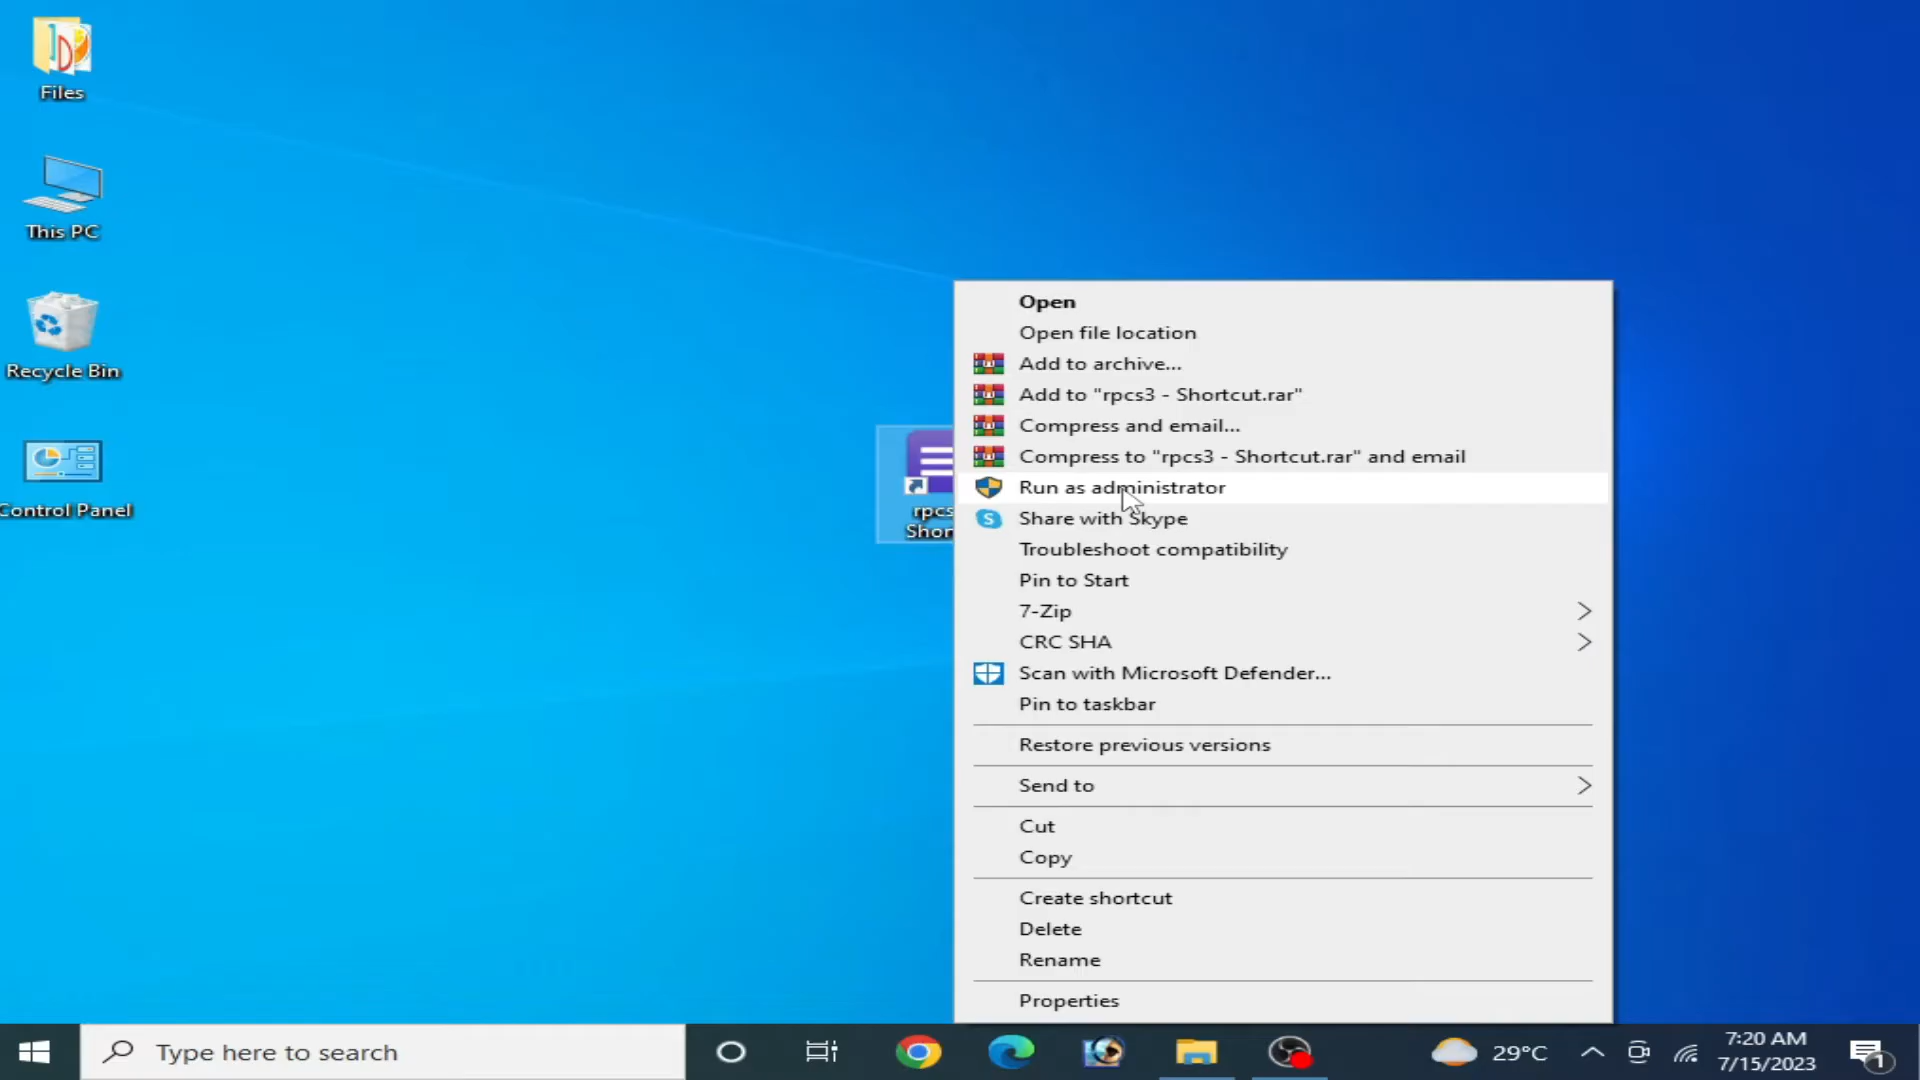 Files
This PC
Recycle Bin
Control Panel
rpcs
Shor
Open
Open file location
Add to archive...
Add to "rpcs3 - Shortcut.rar"
Compress and email...
Compress to "rpcs3 - Shortcut.rar" and email
Run as administrator
Share with Skype
Troubleshoot compatibility
Pin to Start
7-Zip
CRC SHA
Scan with Microsoft Defender...
Pin to taskbar
Restore previous versions
Send to
Cut
Copy
Create shortcut
Delete
Rename
Properties
Type here to search
29°C
7:20 AM
7/15/2023
1